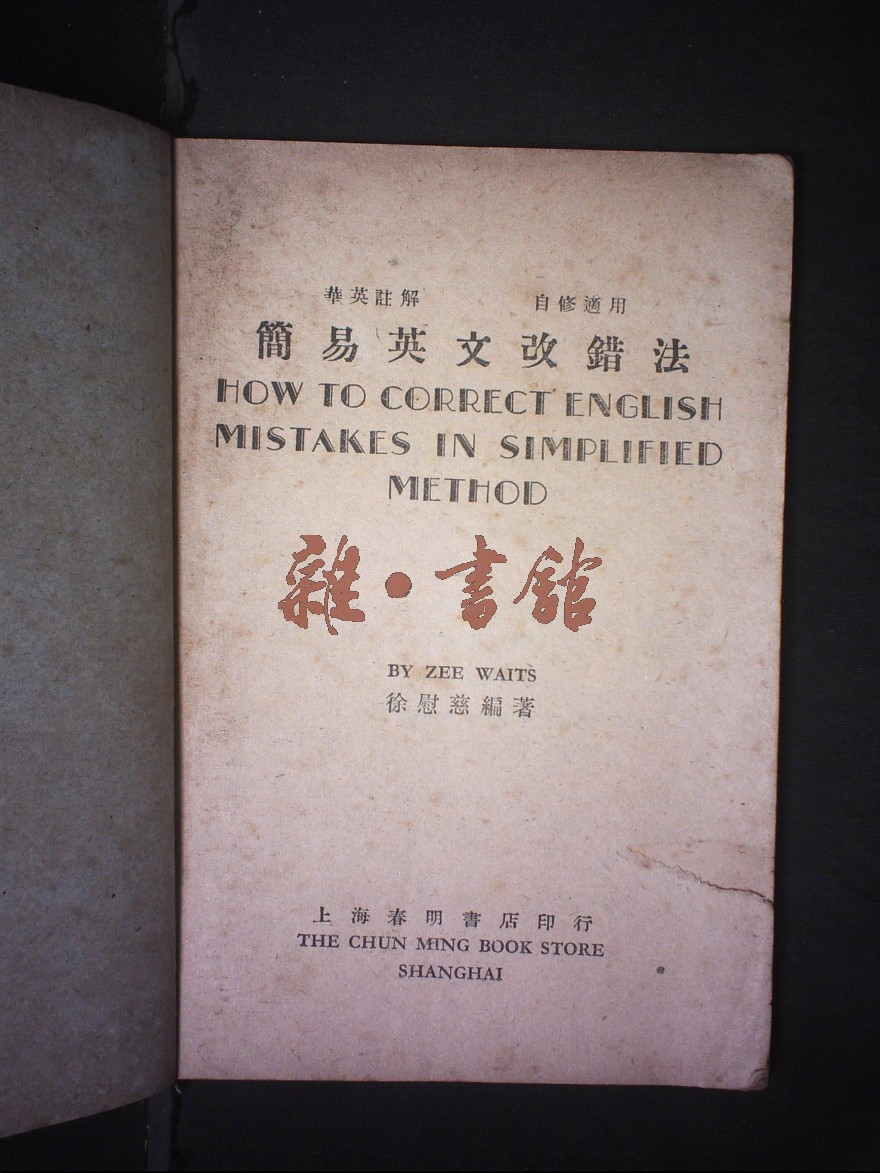 華英註解 自修適用
簡易英文改錯法
HOW TO CORRECT ENGLISH
MISTAKES IN SIMPLIFIED
METHOD
雜·書館
BY ZEE WAITS
徐慰慈編著
上海春明書店印行
THE CHUN MING BOOK STORE
SHANGHAI